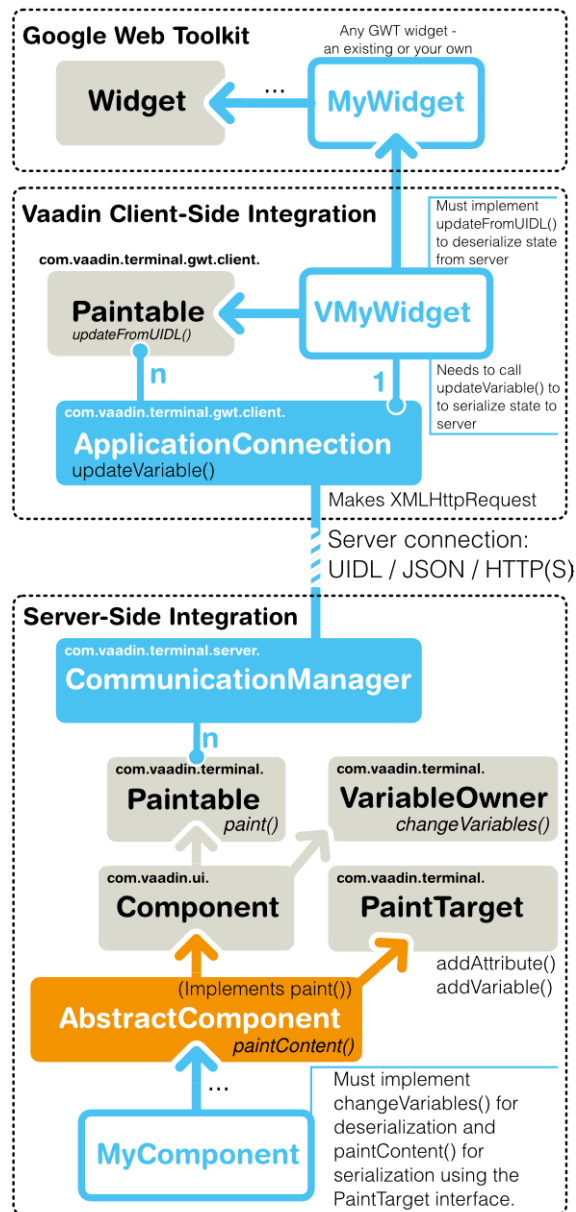 Google Web Toolkit
Any GWT widget -
an existing or your own
Widget
...
MyWidget
Vaadin Client-Side Integration
Must implement
updateFromUIDL()
to deserialize state
from server
com.vaadin.terminal.gwt.client.
Paintable
updateFromUIDL()
VMyWidget
n
1
Needs to call
updateVariable() to
to serialize state to
server
com.vaadin.terminal.gwt.client.
ApplicationConnection
updateVariable()
Makes XMLHttpRequest
Server connection:
UIDL / JSON / HTTP(S)
Server-Side Integration
com.vaadin.terminal.server.
CommunicationManager
n
com.vaadin.terminal.
Paintable
paint()
com.vaadin.terminal.
VariableOwner
changeVariables()
com.vaadin.ui.
Component
com.vaadin.terminal.
PaintTarget
addAttribute()
addVariable()
(Implements paint())
AbstractComponent
paintContent()
...
MyComponent
Must implement
changeVariables() for
deserialization and
paintContent() for
serialization using the
PaintTarget interface.